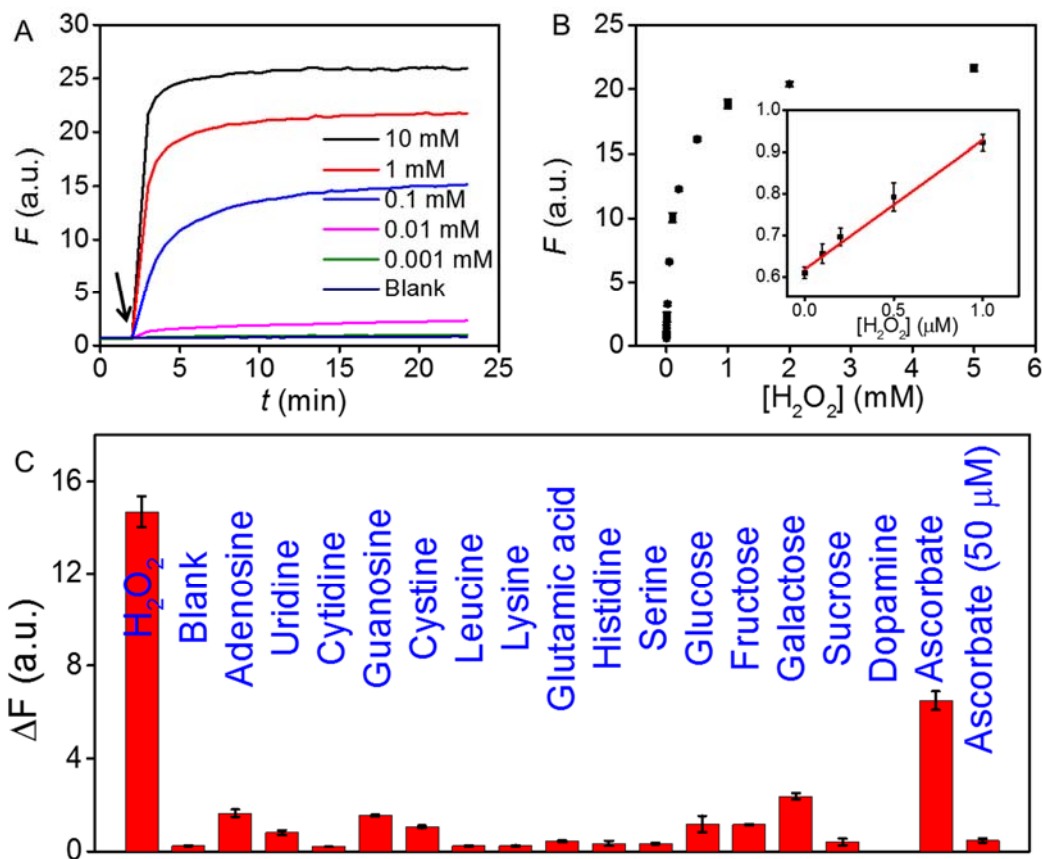 A
30
25
20
15
10
5
0
F (a.u.)
10 mM
1 mM
0.1 mM
0.01 mM
0.001 mM
Blank
0 5 10 15 20 25
t (min)
B
25
20
15
10
5
0
F (a.u.)
1.0
0.9
0.8
0.7
0.6
0.0 0.5 1.0
[H₂O₂] (μM)
0 1 2 3 4 5 6
[H₂O₂] (mM)
C
16
12
8
4
0
ΔF (a.u.)
H₂O₂
Blank
Adenosine
Uridine
Cytidine
Guanosine
Cystine
Leucine
Lysine
Glutamic acid
Histidine
Serine
Glucose
Fructose
Galactose
Sucrose
Dopamine
Ascorbate
Ascorbate (50 μM)